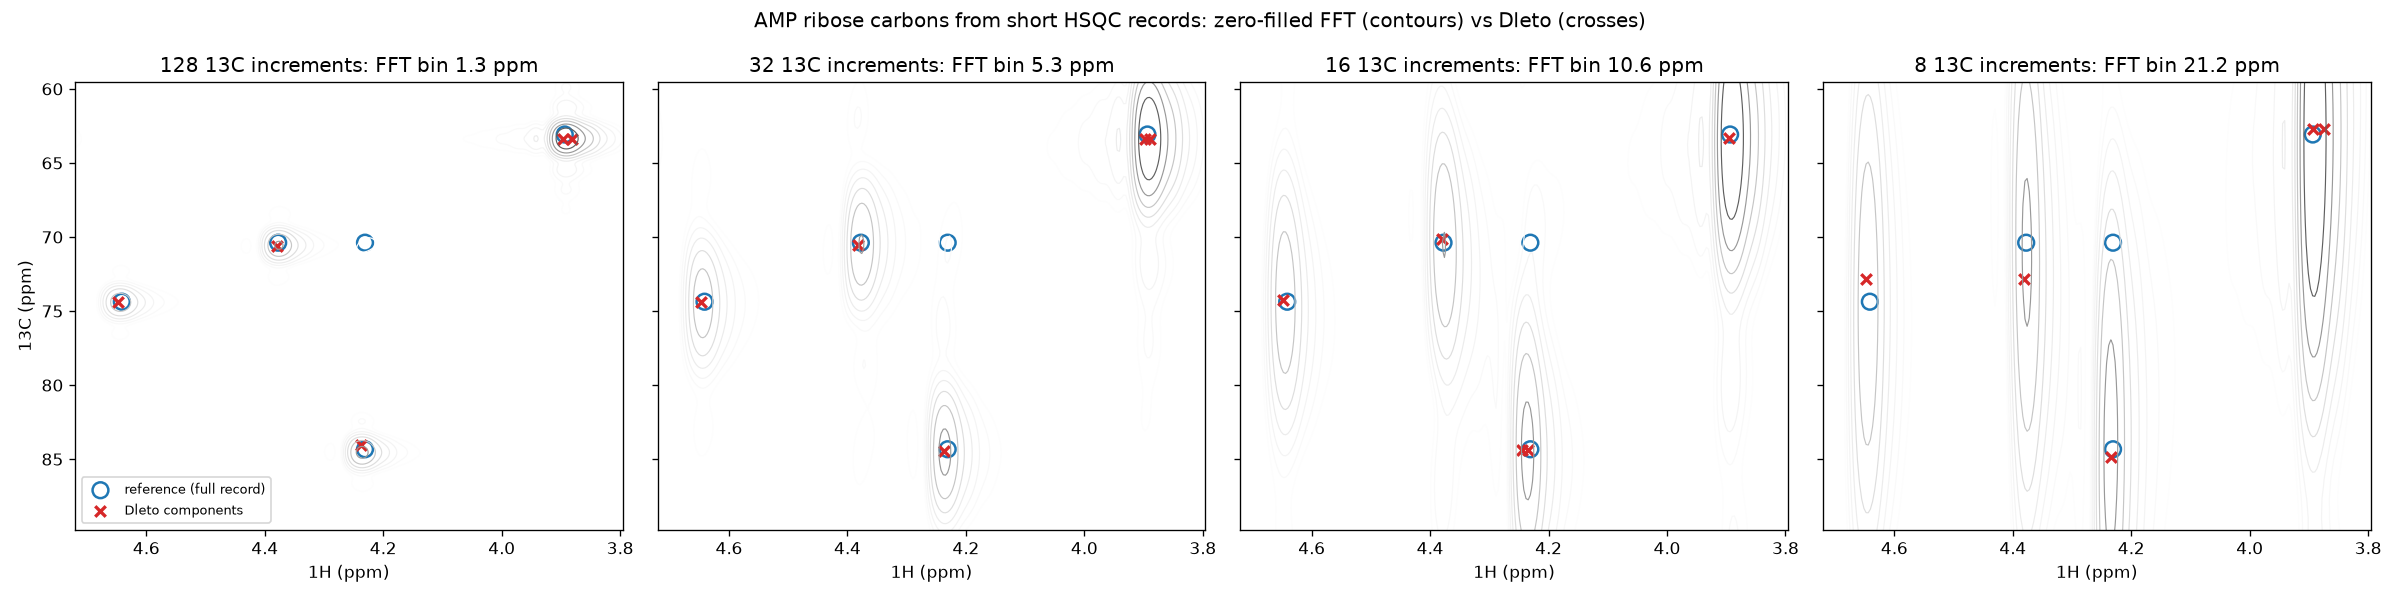 AMP ribose carbons from short HSQC records: zero-filled FFT (contours) vs Dleto (crosses)
128 13C increments: FFT bin 1.3 ppm
32 13C increments: FFT bin 5.3 ppm
16 13C increments: FFT bin 10.6 ppm
8 13C increments: FFT bin 21.2 ppm
13C (ppm)
60
65
70
75
80
85
reference (full record)
Dleto components
4.6 4.4 4.2 4.0 3.8
4.6 4.4 4.2 4.0 3.8
4.6 4.4 4.2 4.0 3.8
4.6 4.4 4.2 4.0 3.8
1H (ppm)
1H (ppm)
1H (ppm)
1H (ppm)